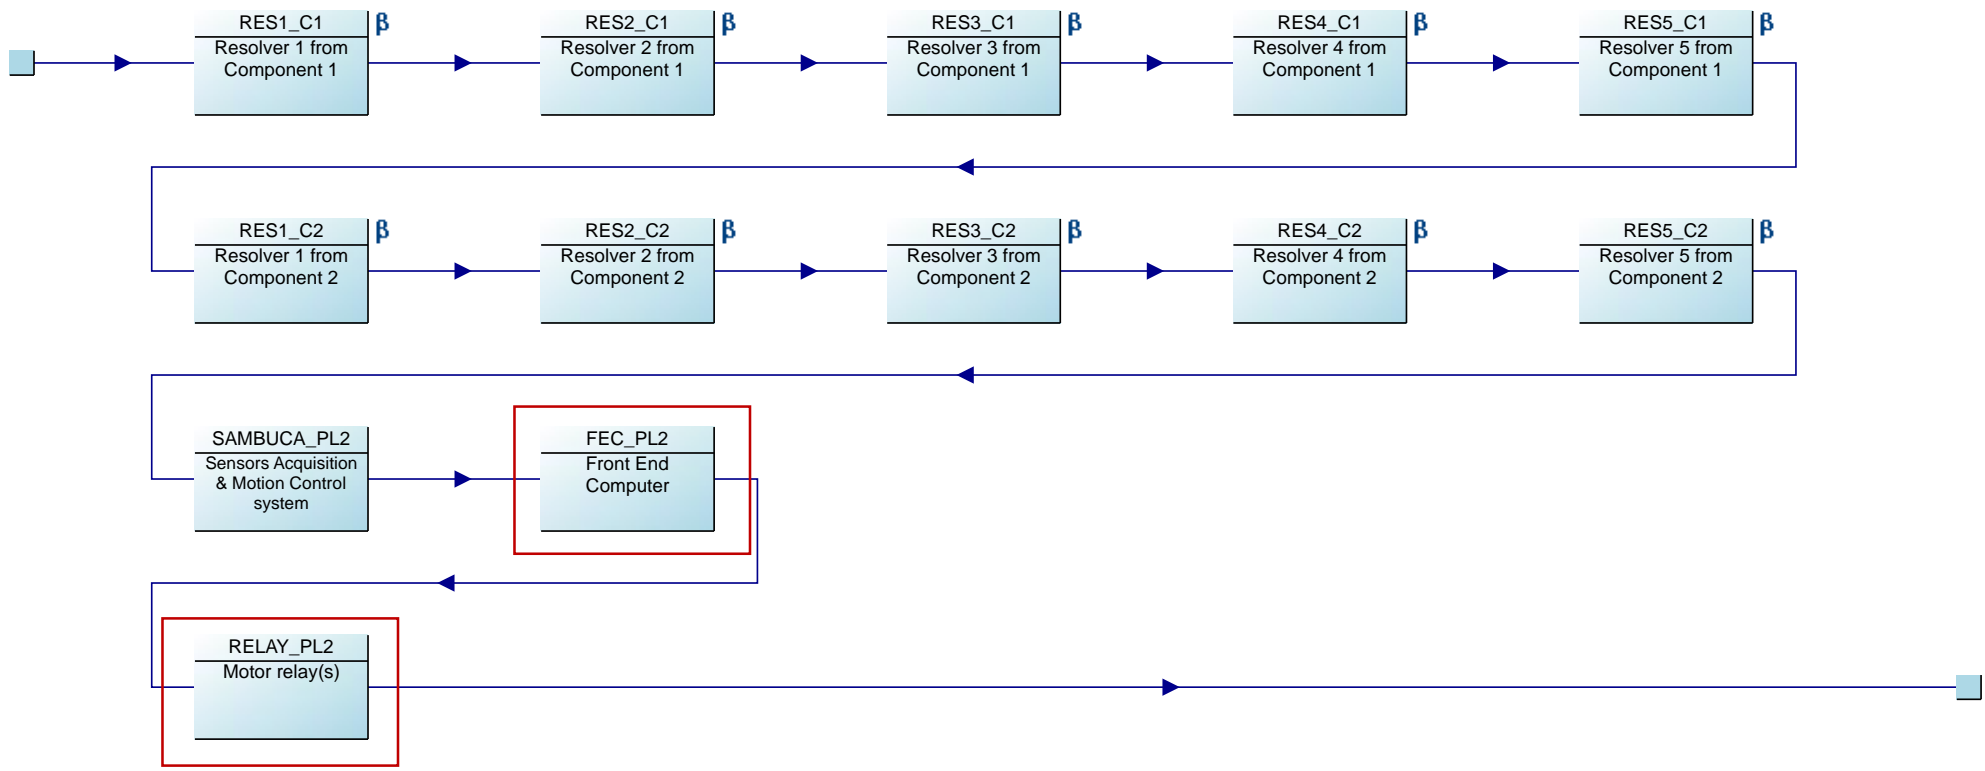 RES1_C1 β
Resolver 1 from
Component 1
RES2_C1 β
Resolver 2 from
Component 1
RES3_C1 β
Resolver 3 from
Component 1
RES4_C1 β
Resolver 4 from
Component 1
RES5_C1 β
Resolver 5 from
Component 1
RES1_C2 β
Resolver 1 from
Component 2
RES2_C2 β
Resolver 2 from
Component 2
RES3_C2 β
Resolver 3 from
Component 2
RES4_C2 β
Resolver 4 from
Component 2
RES5_C2 β
Resolver 5 from
Component 2
SAMBUCA_PL2
Sensors Acquisition
& Motion Control
system
FEC_PL2
Front End
Computer
RELAY_PL2
Motor relay(s)